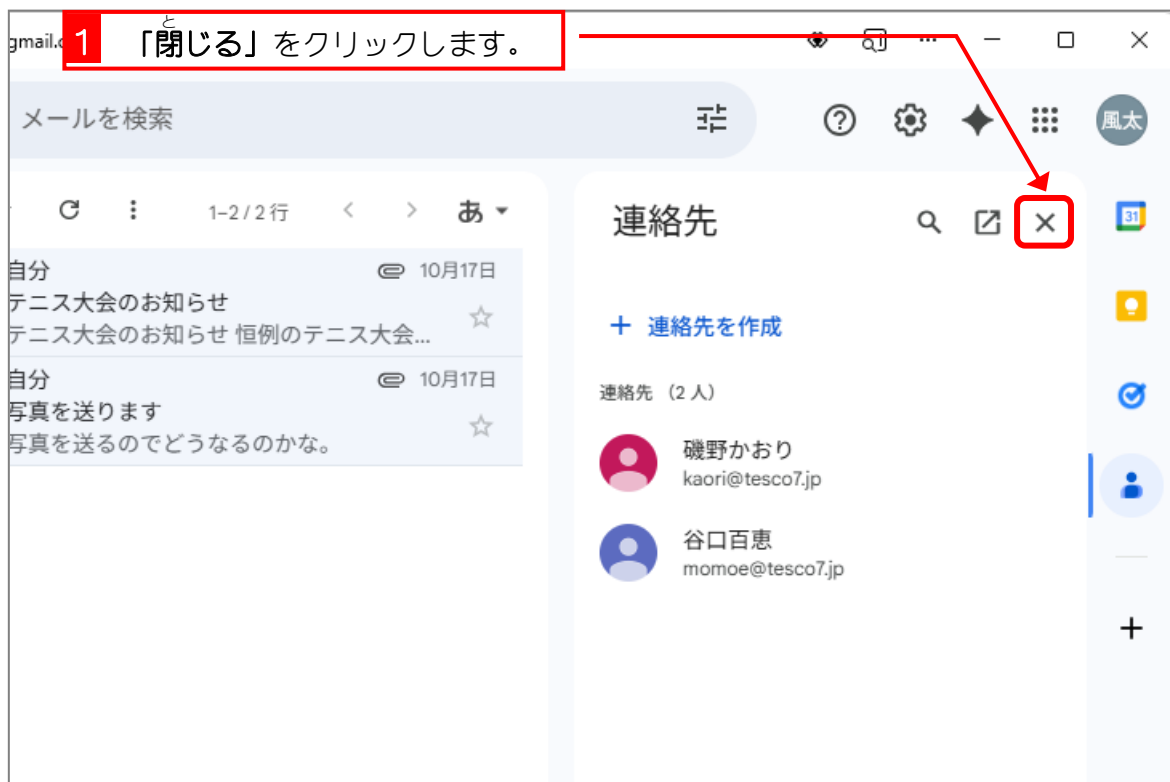 gmail.c
1 「閉じる」をクリックします。
と
メールを検索
風太
1–2 / 2 行
あ
連絡先
31
自分 10月17日
テニス大会のお知らせ
テニス大会のお知らせ 恒例のテニス大会...
連絡先を作成
自分 10月17日
写真を送ります
写真を送るのでどうなるのかな。
連絡先 （2 人）
磯野かおり
kaori@tesco7.jp
谷口百恵
momoe@tesco7.jp